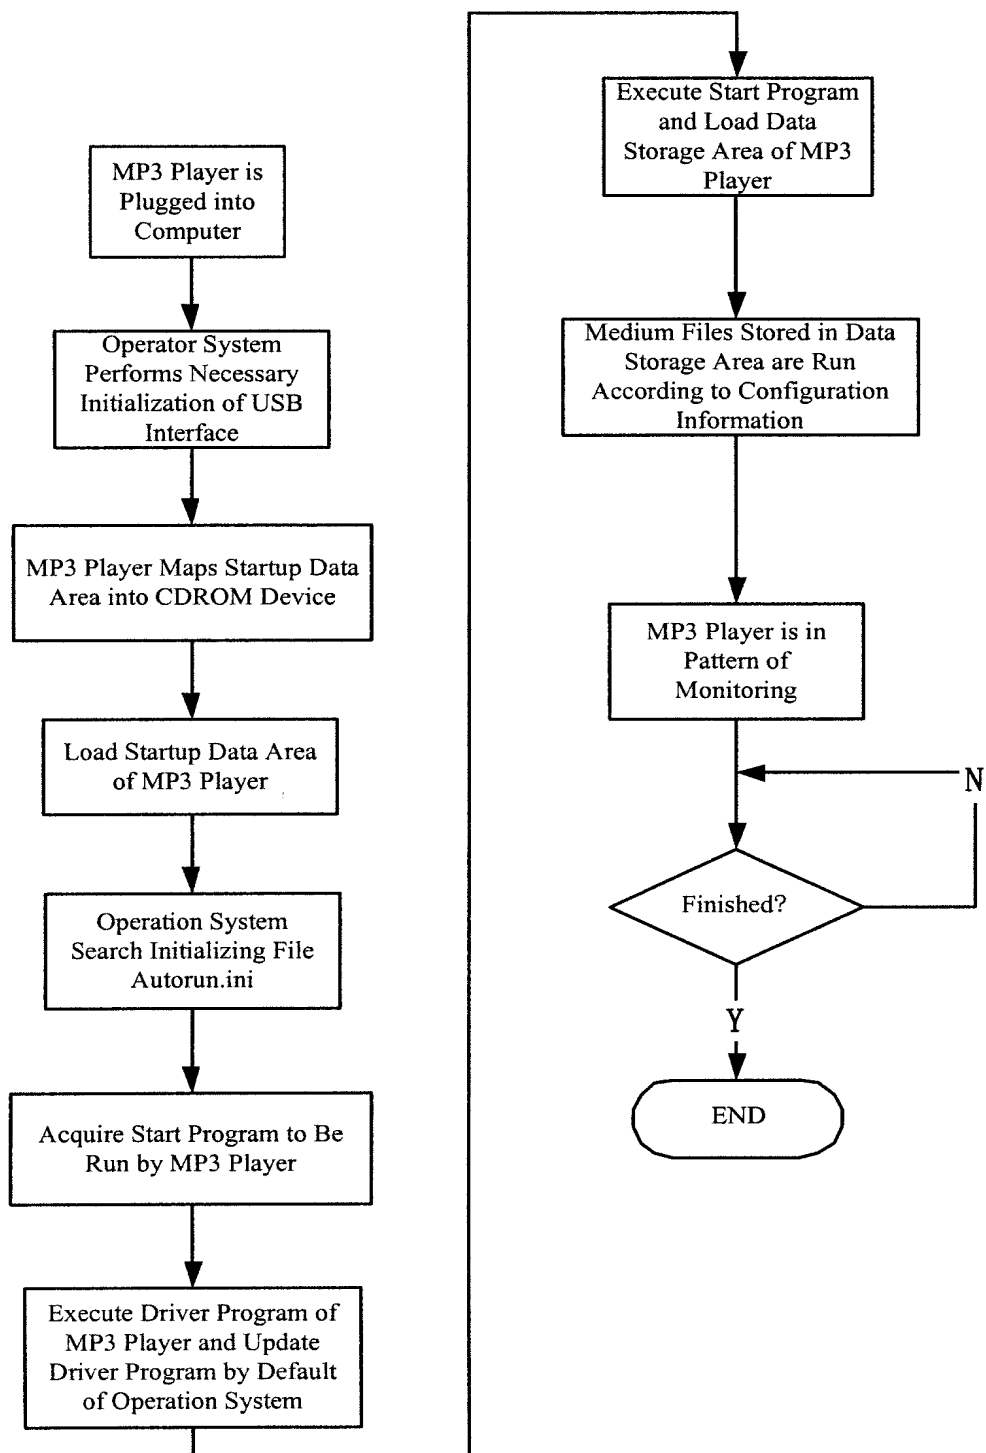 MP3 Player is
Plugged into
Computer
Operator System
Performs Necessary
Initialization of USB
Interface
MP3 Player Maps Startup Data
Area into CDROM Device
Load Startup Data Area
of MP3 Player
Operation System
Search Initializing File
Autorun.ini
Acquire Start Program to Be
Run by MP3 Player
Execute Driver Program of
MP3 Player and Update
Driver Program by Default
of Operation System
Execute Start Program
and Load Data
Storage Area of MP3
Player
Medium Files Stored in Data
Storage Area are Run
According to Configuration
Information
MP3 Player is in
Pattern of
Monitoring
N
Finished?
Y
END